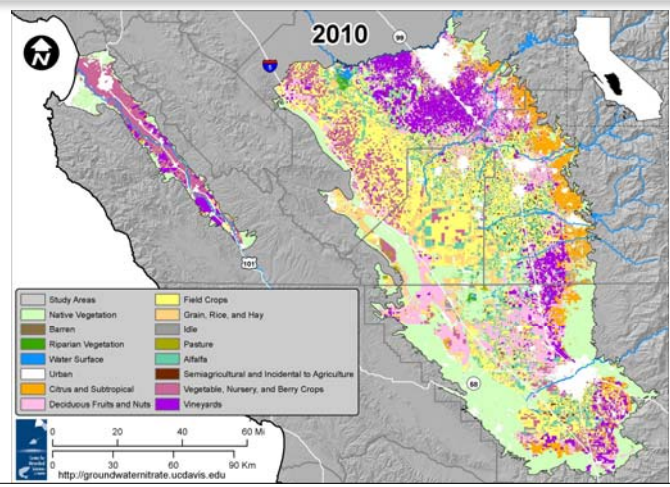 2010
N
99
5
101
Study Areas
Native Vegetation
Barren
Riparian Vegetation
Water Surface
Urban
Citrus and Subtropical
Deciduous Fruits and Nuts
Field Crops
Grain, Rice, and Hay
Idle
Pasture
Alfalfa
Semiagricultural and Incidental to Agriculture
Vegetable, Nursery, and Berry Crops
Vineyards
0 20 40 60 Mi
0 30 60 90 Km
http://groundwaternitrate.ucdavis.edu